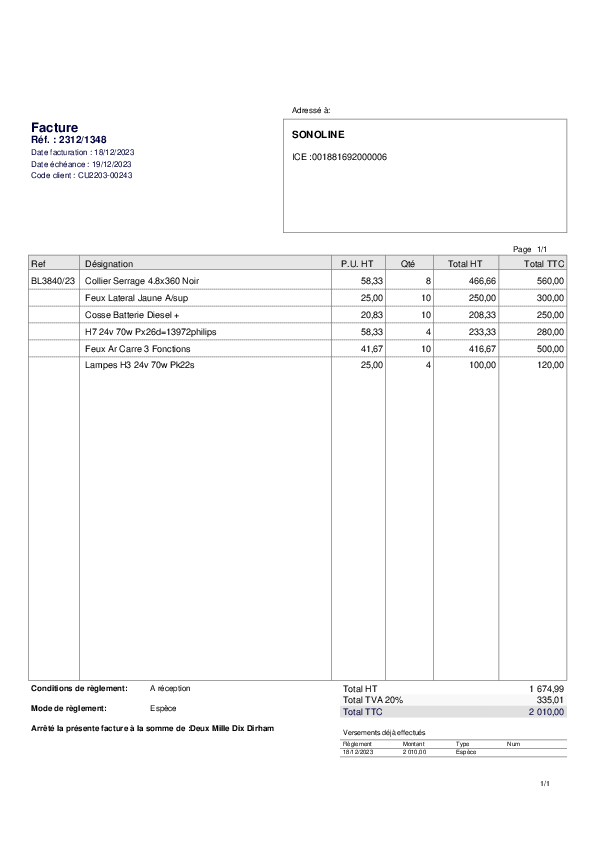 Adressé à:
Facture
Réf. : 2312/1348
Date facturation : 18/12/2023
Date échéance : 19/12/2023
Code client : CU2203-00243
SONOLINE
ICE :001881692000006
Page 1/1
Ref Désignation P.U. HT Qté Total HT Total TTC
BL3840/23 Collier Serrage 4.8x360 Noir 58,33 8 466,66 560,00
Feux Lateral Jaune A/sup 25,00 10 250,00 300,00
Cosse Batterie Diesel + 20,83 10 208,33 250,00
H7 24v 70w Px26d=13972philips 58,33 4 233,33 280,00
Feux Ar Carre 3 Fonctions 41,67 10 416,67 500,00
Lampes H3 24v 70w Pk22s 25,00 4 100,00 120,00
Conditions de règlement: A réception
Mode de règlement: Espèce
Arrêté la présente facture à la somme de :Deux Mille Dix Dirham
Total HT 1 674,99
Total TVA 20% 335,01
Total TTC 2 010,00
Versements déjà effectués
Règlement Montant Type Num
18/12/2023 2 010,00 Espèce
1/1